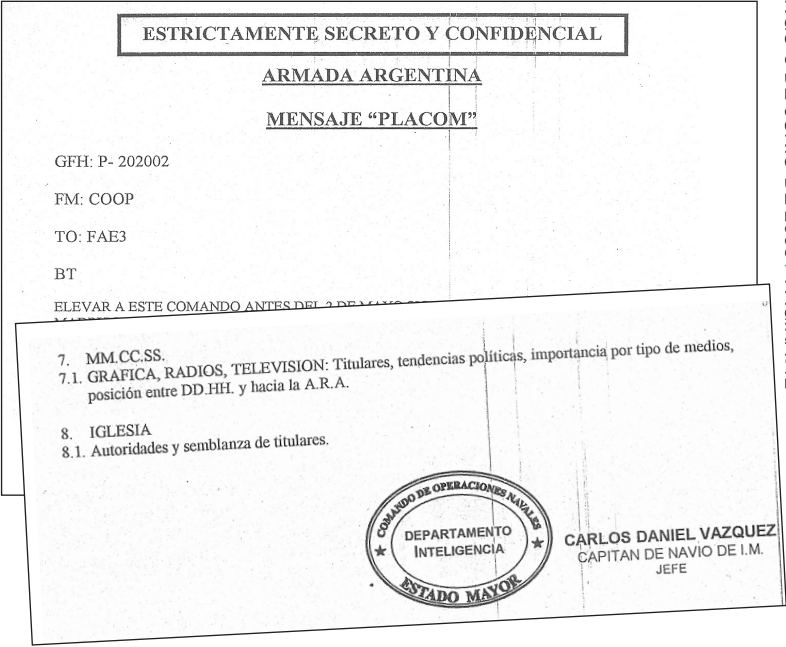 ESTRICTAMENTE SECRETO Y CONFIDENCIAL
ARMADA ARGENTINA
MENSAJE “PLACOM”
GFH: P- 202002
FM: COOP
TO: FAE3
BT
ELEVAR A ESTE COMANDO ANTES DEL 2 DE MAYO
7. MM.CC.SS.
7.1. GRAFICA, RADIOS, TELEVISION: Titulares, tendencias políticas, importancia por tipo de medios,
posición entre DD.HH. y hacia la A.R.A.
8. IGLESIA
8.1. Autoridades y semblanza de titulares.
COMANDO DE OPERACIONES NAVALES
DEPARTAMENTO
INTELIGENCIA
ESTADO MAYOR
CARLOS DANIEL VAZQUEZ
CAPITAN DE NAVIO DE I.M.
JEFE